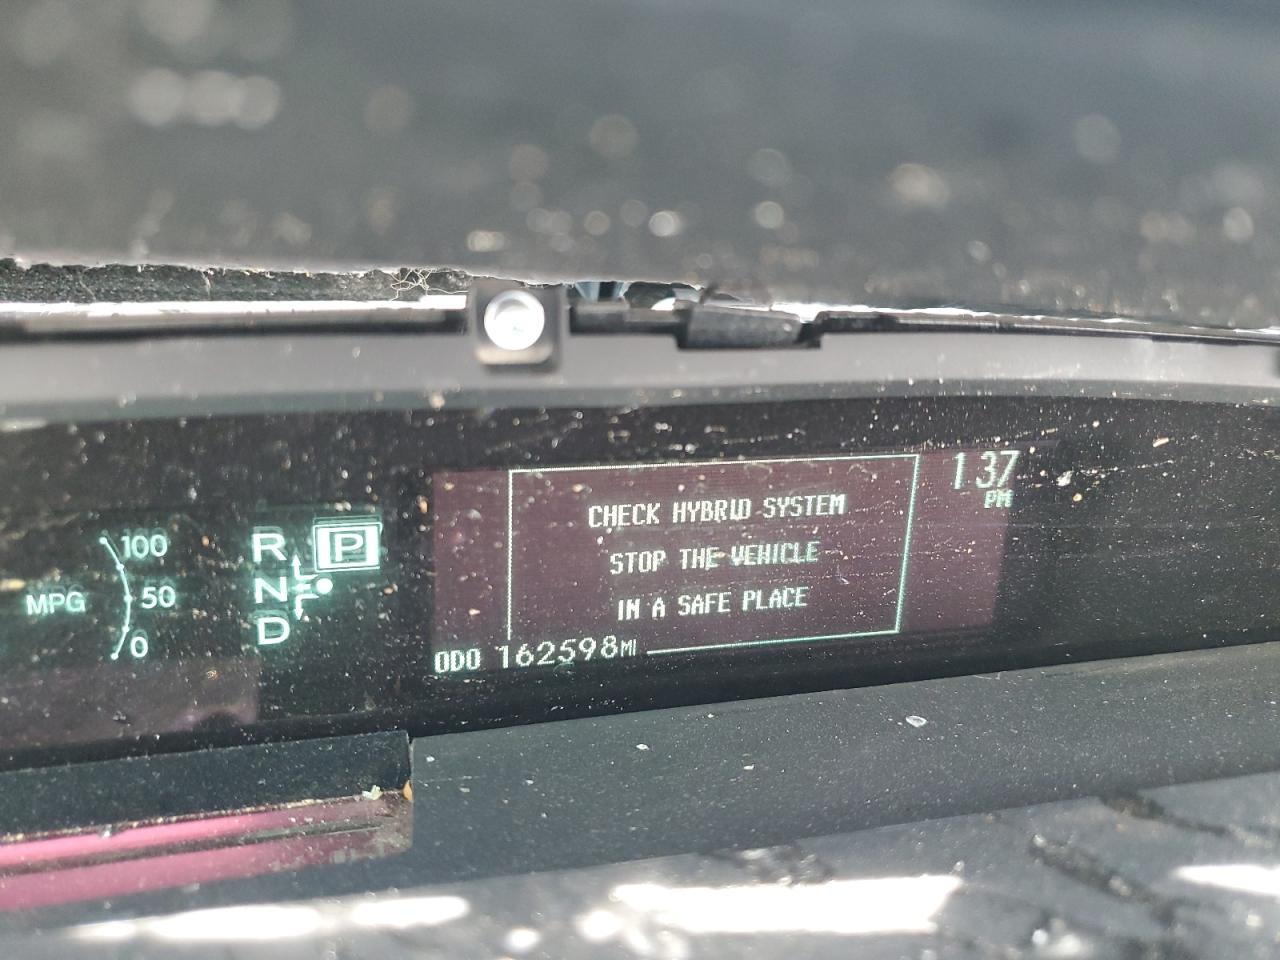 100
MPG
50
0
R
P
N
D
CHECK HYBRID SYSTEM
STOP THE VEHICLE
IN A SAFE PLACE
ODO 162598MI
1 37
PM